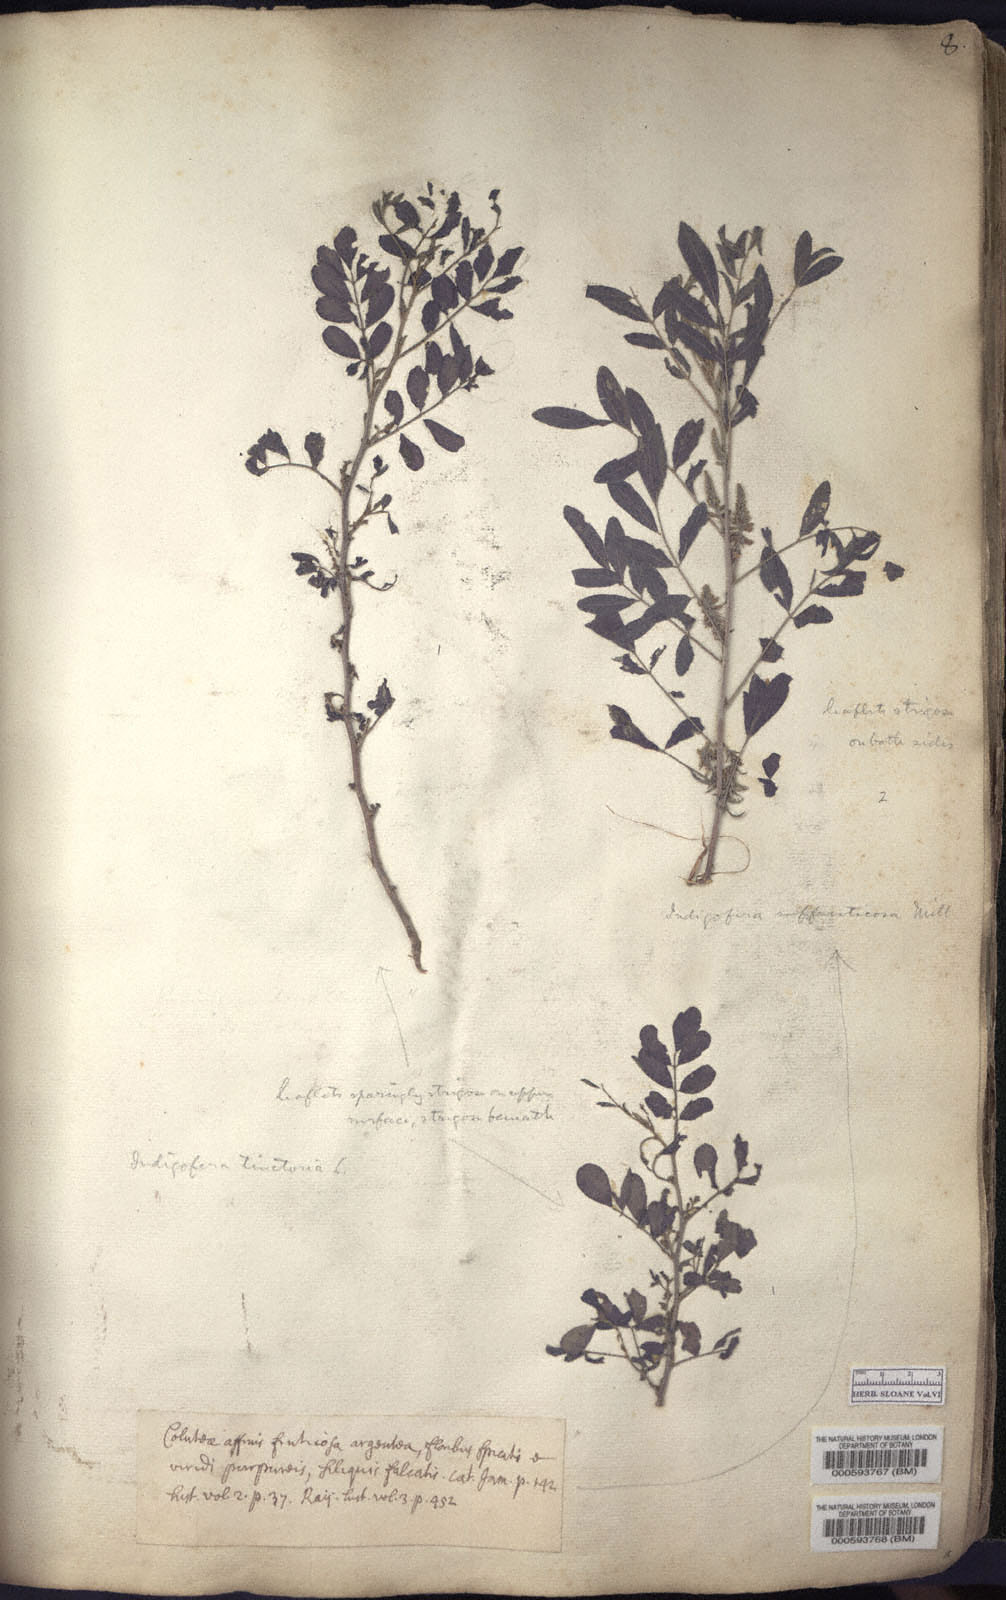 8.
1
leaflets strigose
on both sides
2
Indigofera suffruticosa Mill
leaflets sparingly strigose on upper
surface, strigose beneath
Indigofera tinctoria L.
1
HERB. SLOANE Vol.VI
Coluteæ affinis fruticosa argentea, floribus spicatis e
viridi purpureis, siliquis falcatis. Cat. Jam. p. 142
hist. vol. 2. p. 37. Raij. hist. vol. 3. p. 452
THE NATURAL HISTORY MUSEUM, LONDON
DEPARTMENT OF BOTANY
000593767 (BM)
THE NATURAL HISTORY MUSEUM, LONDON
DEPARTMENT OF BOTANY
000593768 (BM)